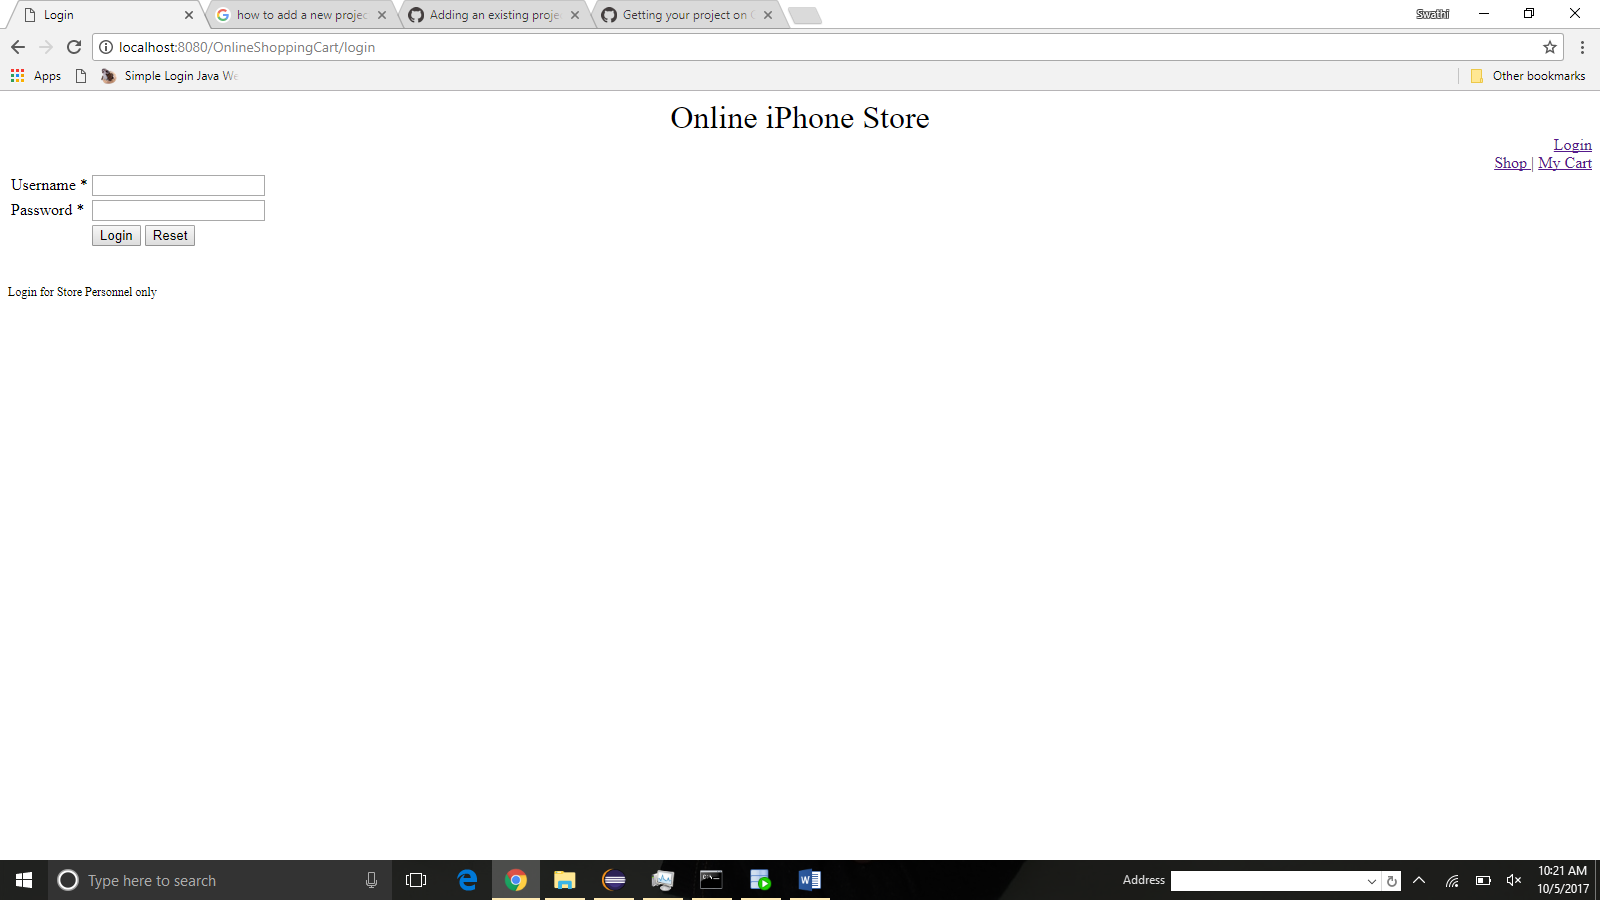 Login
how to add a new projec
Adding an existing proje
Getting your project on
Swathi
localhost:8080/OnlineShoppingCart/login
Apps
Simple Login Java We
Other bookmarks
Online iPhone Store
Login
Shop | My Cart
Username *
Password *
Login Reset
Login for Store Personnel only
Type here to search
Address
10:21 AM
10/5/2017